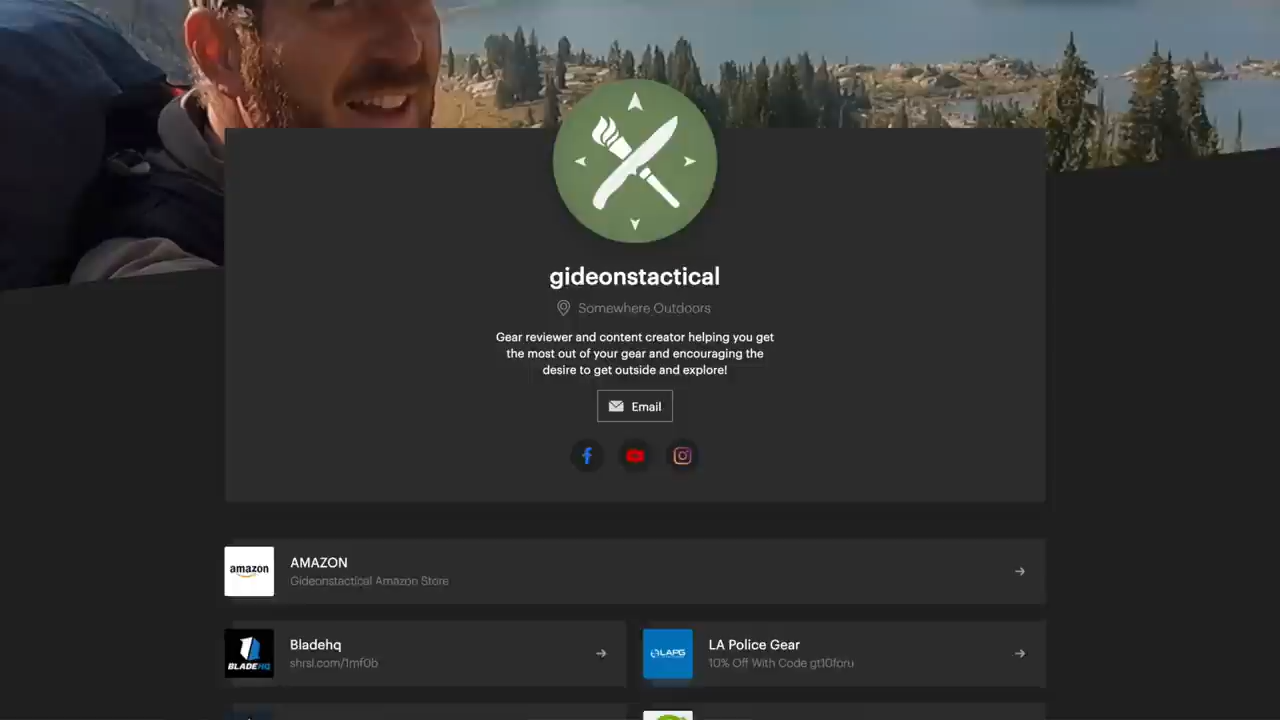 gideonstactical
Somewhere Outdoors
Gear reviewer and content creator helping you get
the most out of your gear and encouraging the
desire to get outside and explore!
Email
amazon
AMAZON
Gideonstactical Amazon Store
BLADEHQ
Bladehq
shrsl.com/1mf0b
LAPG
LA Police Gear
10% Off With Code gt10foru